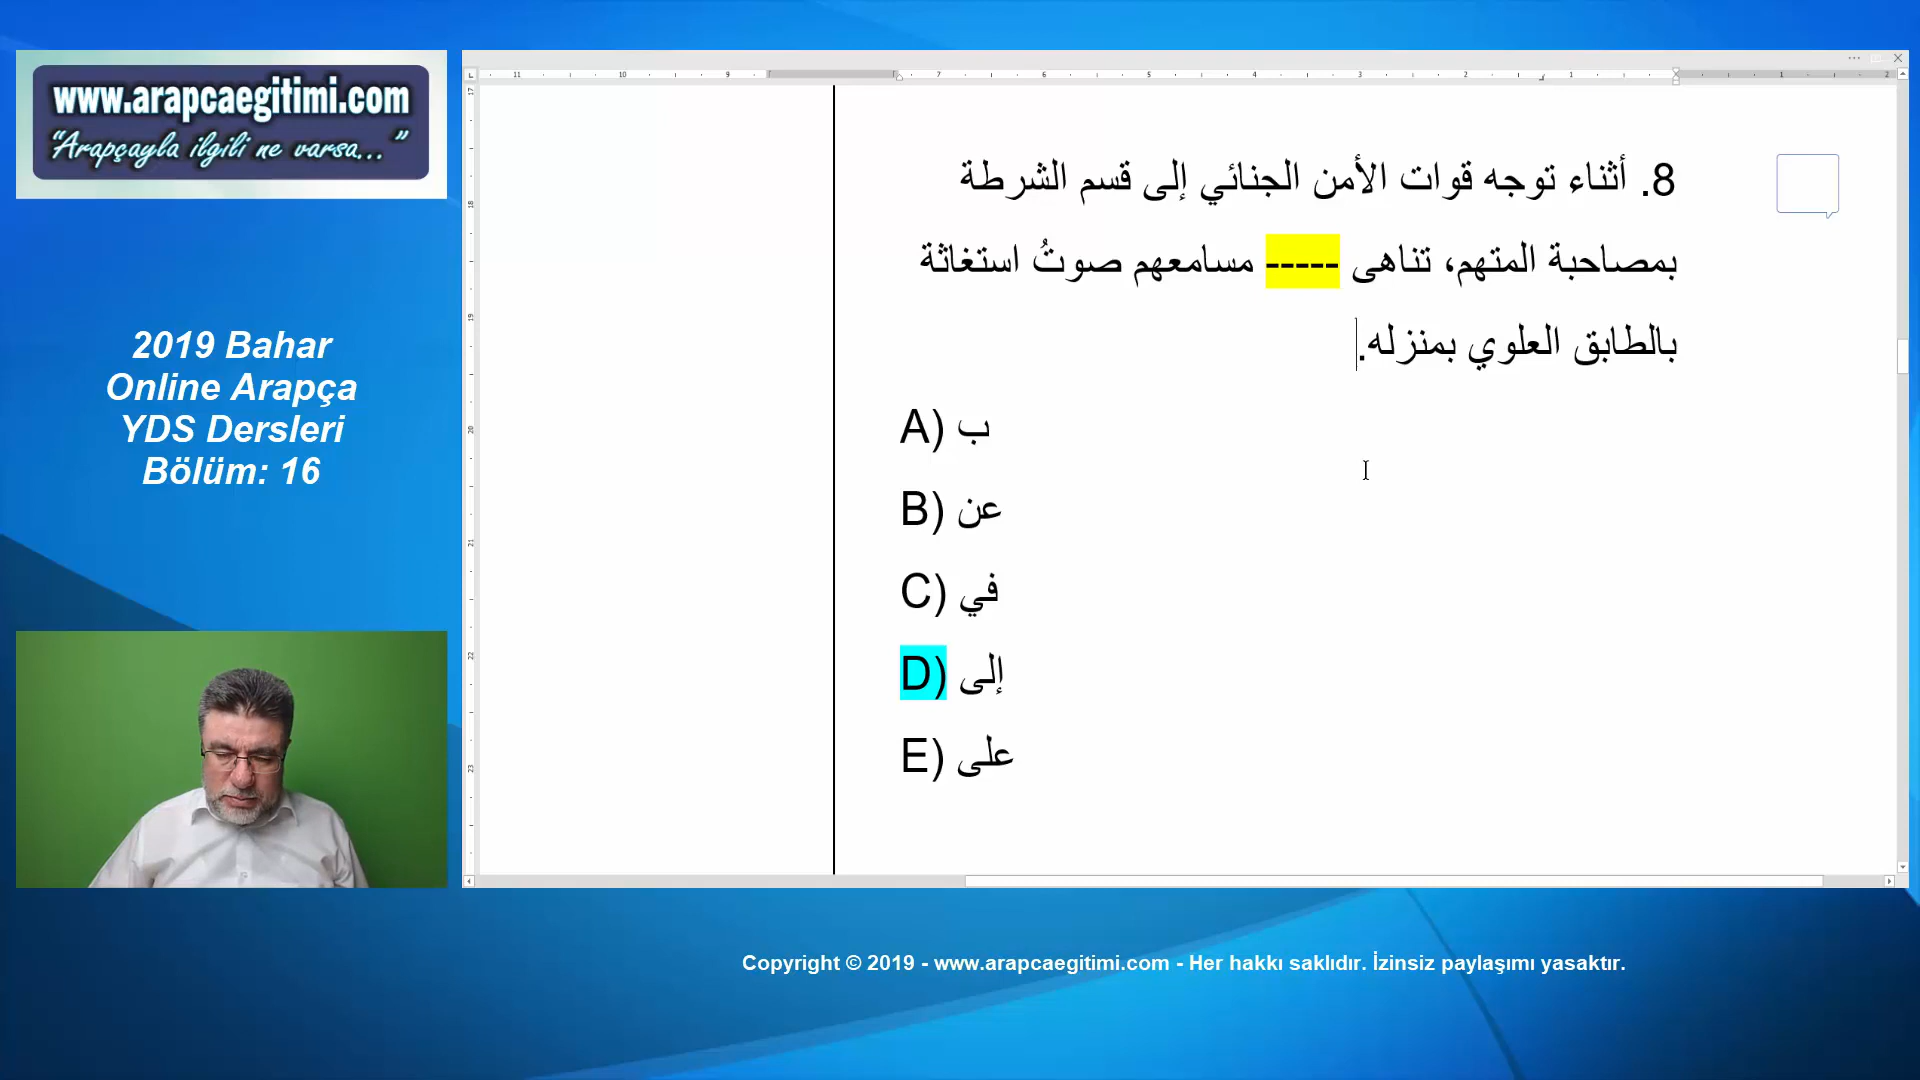 www.arapcaegitimi.com
"Arapçayla ilgili ne varsa..."
2019 Bahar
Online Arapça
YDS Dersleri
Bölüm: 16
8. أثناء توجه قوات الأمن الجنائي إلى قسم الشرطة
بمصاحبة المتهم، تناهى ----- مسامعهم صوتُ استغاثة
بالطابق العلوي بمنزله.
A) ب
B) عن
C) في
D) إلى
E) على
Copyright © 2019 - www.arapcaegitimi.com - Her hakkı saklıdır. İzinsiz paylaşımı yasaktır.